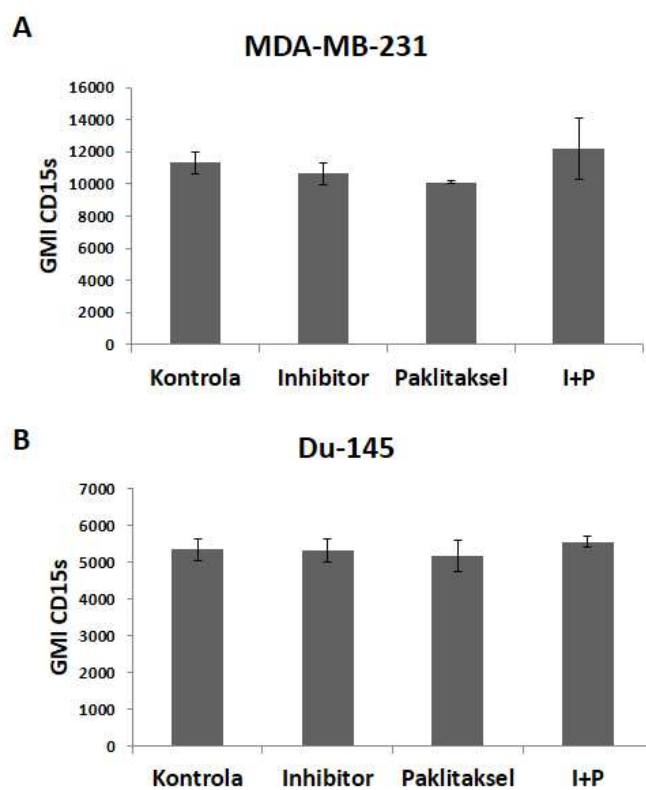 A
MDA-MB-231
GMI CD15s
16000
14000
12000
10000
8000
6000
4000
2000
0
Kontrola Inhibitor Paklitaksel I+P
B
Du-145
GMI CD15s
7000
6000
5000
4000
3000
2000
1000
0
Kontrola Inhibitor Paklitaksel I+P